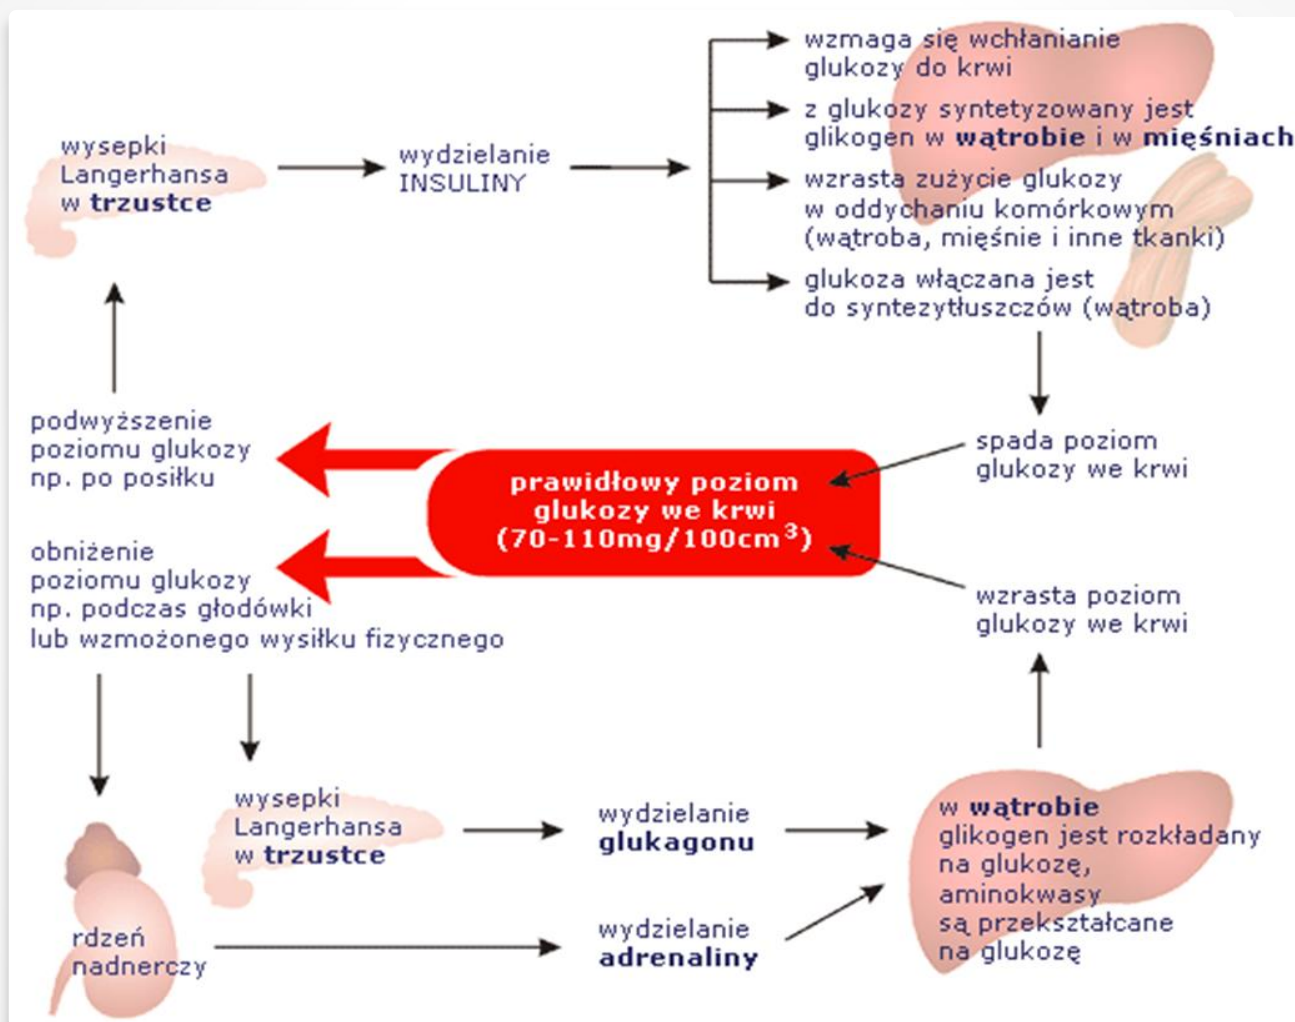 wysepki
Langerhansa
w trzustce
wydzielanie
INSULINY
wzmaga się wchłanianie
glukozy do krwi
z glukozy syntetyzowany jest
glikogen w wątrobie i w mięśniach
wzrasta zużycie glukozy
w oddychaniu komórkowym
(wątroba, mięśnie i inne tkanki)
glukoza włączana jest
do syntezytłuszczów (wątroba)
podwyższenie
poziomu glukozy
np. po posiłku
prawidłowy poziom
glukozy we krwi
(70-110mg/100cm³)
spada poziom
glukozy we krwi
obniżenie
poziomu glukozy
np. podczas głodówki
lub wzmożonego wysiłku fizycznego
wzrasta poziom
glukozy we krwi
wysepki
Langerhansa
w trzustce
wydzielanie
glukagonu
w wątrobie
glikogen jest rozkładany
na glukozę,
aminokwasy
są przekształcane
na glukozę
rdzeń
nadnerczy
wydzielanie
adrenaliny